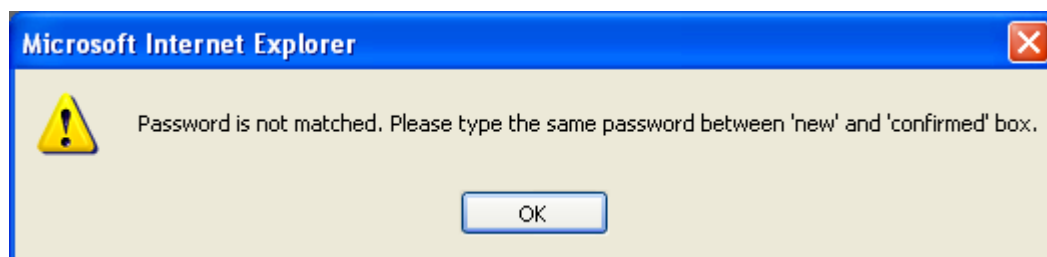 Microsoft Internet Explorer
Password is not matched. Please type the same password between 'new' and 'confirmed' box.
OK